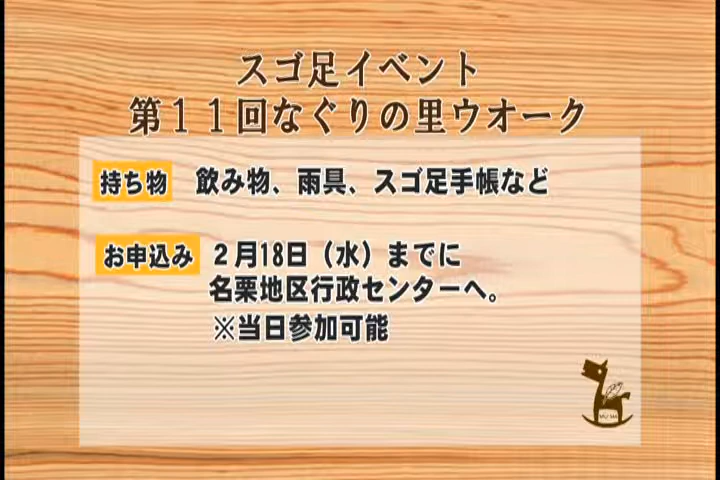 スゴ足イベント
第１１回なぐりの里ウオーク
持ち物　飲み物、雨具、スゴ足手帳など
お申込み　２月18日（水）までに
名栗地区行政センターへ。
※当日参加可能